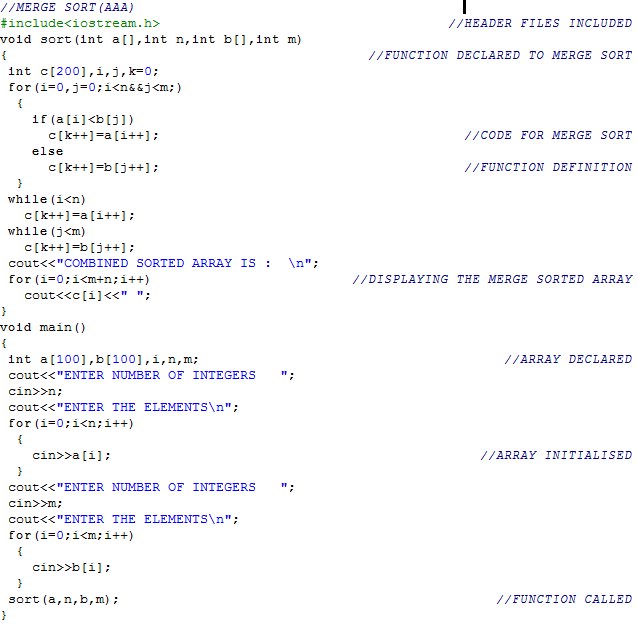 //MERGE SORT(AAA)
#include<iostream.h> //HEADER FILES INCLUDED
void sort(int a[],int n,int b[],int m)
{ //FUNCTION DECLARED TO MERGE SORT
int c[200],i,j,k=0;
for(i=0,j=0;i<n&&j<m;)
{
if(a[i]<b[j])
c[k++]=a[i++]; //CODE FOR MERGE SORT
else
c[k++]=b[j++]; //FUNCTION DEFINITION
}
while(i<n)
c[k++]=a[i++];
while(j<m)
c[k++]=b[j++];
cout<<"COMBINED SORTED ARRAY IS :  \n";
for(i=0;i<m+n;i++) //DISPLAYING THE MERGE SORTED ARRAY
cout<<c[i]<<" ";
}
void main()
{
int a[100],b[100],i,n,m; //ARRAY DECLARED
cout<<"ENTER NUMBER OF INTEGERS   ";
cin>>n;
cout<<"ENTER THE ELEMENTS\n";
for(i=0;i<n;i++)
{
cin>>a[i]; //ARRAY INITIALISED
}
cout<<"ENTER NUMBER OF INTEGERS   ";
cin>>m;
cout<<"ENTER THE ELEMENTS\n";
for(i=0;i<m;i++)
{
cin>>b[i];
}
sort(a,n,b,m); //FUNCTION CALLED
}